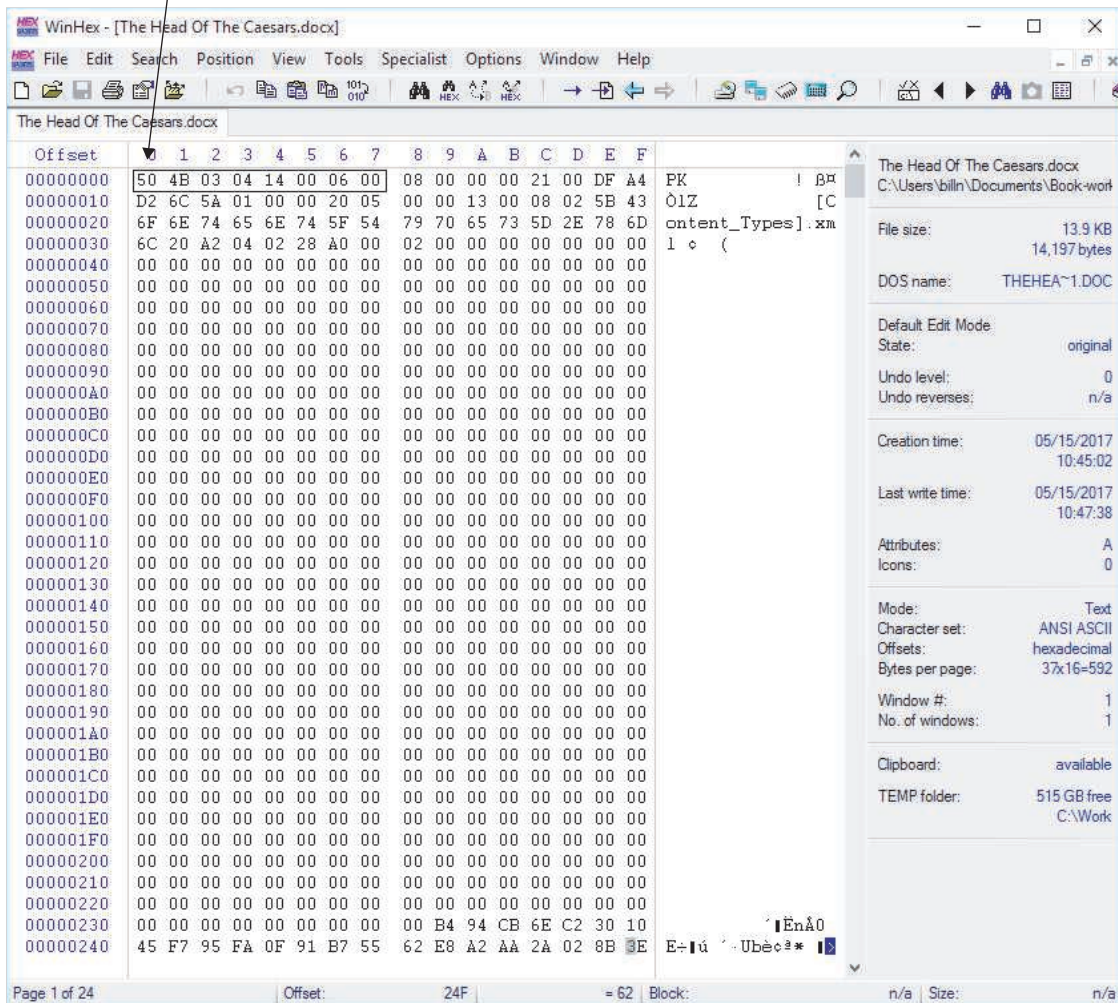 WinHex - [The Head Of The Caesars.docx]
File Edit Search Position View Tools Specialist Options Window Help
The Head Of The Caesars.docx
Offset 0 1 2 3 4 5 6 7 8 9 A B C D E F
00000000 50 4B 03 04 14 00 06 00 08 00 00 00 21 00 DF A4 PK ! ߤ
00000010 D2 6C 5A 01 00 00 20 05 00 00 13 00 08 02 5B 43 ÒlZ [C
00000020 6F 6E 74 65 6E 74 5F 54 79 70 65 73 5D 2E 78 6D ontent_Types].xm
00000030 6C 20 A2 04 02 28 A0 00 02 00 00 00 00 00 00 00 l ¢ (
00000040 00 00 00 00 00 00 00 00 00 00 00 00 00 00 00 00
00000050 00 00 00 00 00 00 00 00 00 00 00 00 00 00 00 00
00000060 00 00 00 00 00 00 00 00 00 00 00 00 00 00 00 00
00000070 00 00 00 00 00 00 00 00 00 00 00 00 00 00 00 00
00000080 00 00 00 00 00 00 00 00 00 00 00 00 00 00 00 00
00000090 00 00 00 00 00 00 00 00 00 00 00 00 00 00 00 00
000000A0 00 00 00 00 00 00 00 00 00 00 00 00 00 00 00 00
000000B0 00 00 00 00 00 00 00 00 00 00 00 00 00 00 00 00
000000C0 00 00 00 00 00 00 00 00 00 00 00 00 00 00 00 00
000000D0 00 00 00 00 00 00 00 00 00 00 00 00 00 00 00 00
000000E0 00 00 00 00 00 00 00 00 00 00 00 00 00 00 00 00
000000F0 00 00 00 00 00 00 00 00 00 00 00 00 00 00 00 00
00000100 00 00 00 00 00 00 00 00 00 00 00 00 00 00 00 00
00000110 00 00 00 00 00 00 00 00 00 00 00 00 00 00 00 00
00000120 00 00 00 00 00 00 00 00 00 00 00 00 00 00 00 00
00000130 00 00 00 00 00 00 00 00 00 00 00 00 00 00 00 00
00000140 00 00 00 00 00 00 00 00 00 00 00 00 00 00 00 00
00000150 00 00 00 00 00 00 00 00 00 00 00 00 00 00 00 00
00000160 00 00 00 00 00 00 00 00 00 00 00 00 00 00 00 00
00000170 00 00 00 00 00 00 00 00 00 00 00 00 00 00 00 00
00000180 00 00 00 00 00 00 00 00 00 00 00 00 00 00 00 00
00000190 00 00 00 00 00 00 00 00 00 00 00 00 00 00 00 00
000001A0 00 00 00 00 00 00 00 00 00 00 00 00 00 00 00 00
000001B0 00 00 00 00 00 00 00 00 00 00 00 00 00 00 00 00
000001C0 00 00 00 00 00 00 00 00 00 00 00 00 00 00 00 00
000001D0 00 00 00 00 00 00 00 00 00 00 00 00 00 00 00 00
000001E0 00 00 00 00 00 00 00 00 00 00 00 00 00 00 00 00
000001F0 00 00 00 00 00 00 00 00 00 00 00 00 00 00 00 00
00000200 00 00 00 00 00 00 00 00 00 00 00 00 00 00 00 00
00000210 00 00 00 00 00 00 00 00 00 00 00 00 00 00 00 00
00000220 00 00 00 00 00 00 00 00 00 00 00 00 00 00 00 00
00000230 00 00 00 00 00 00 00 00 00 B4 94 CB 6E C2 30 10 ´ ËnÂ0
00000240 45 F7 95 FA 0F 91 B7 55 62 E8 A2 AA 2A 02 8B 3E E÷ ú ·Ubè¢ª* >
The Head Of The Caesars.docx
C:\Users\billn\Documents\Book-work
File size: 13.9 KB
14,197 bytes
DOS name: THEHEA~1.DOC
Default Edit Mode
State: original
Undo level: 0
Undo reverses: n/a
Creation time: 05/15/2017
10:45:02
Last write time: 05/15/2017
10:47:38
Attributes: A
Icons: 0
Mode: Text
Character set: ANSI ASCII
Offsets: hexadecimal
Bytes per page: 37x16=592
Window #: 1
No. of windows: 1
Clipboard: available
TEMP folder: 515 GB free
C:\Work
Page 1 of 24 Offset: 24F = 62 Block: n/a Size: n/a